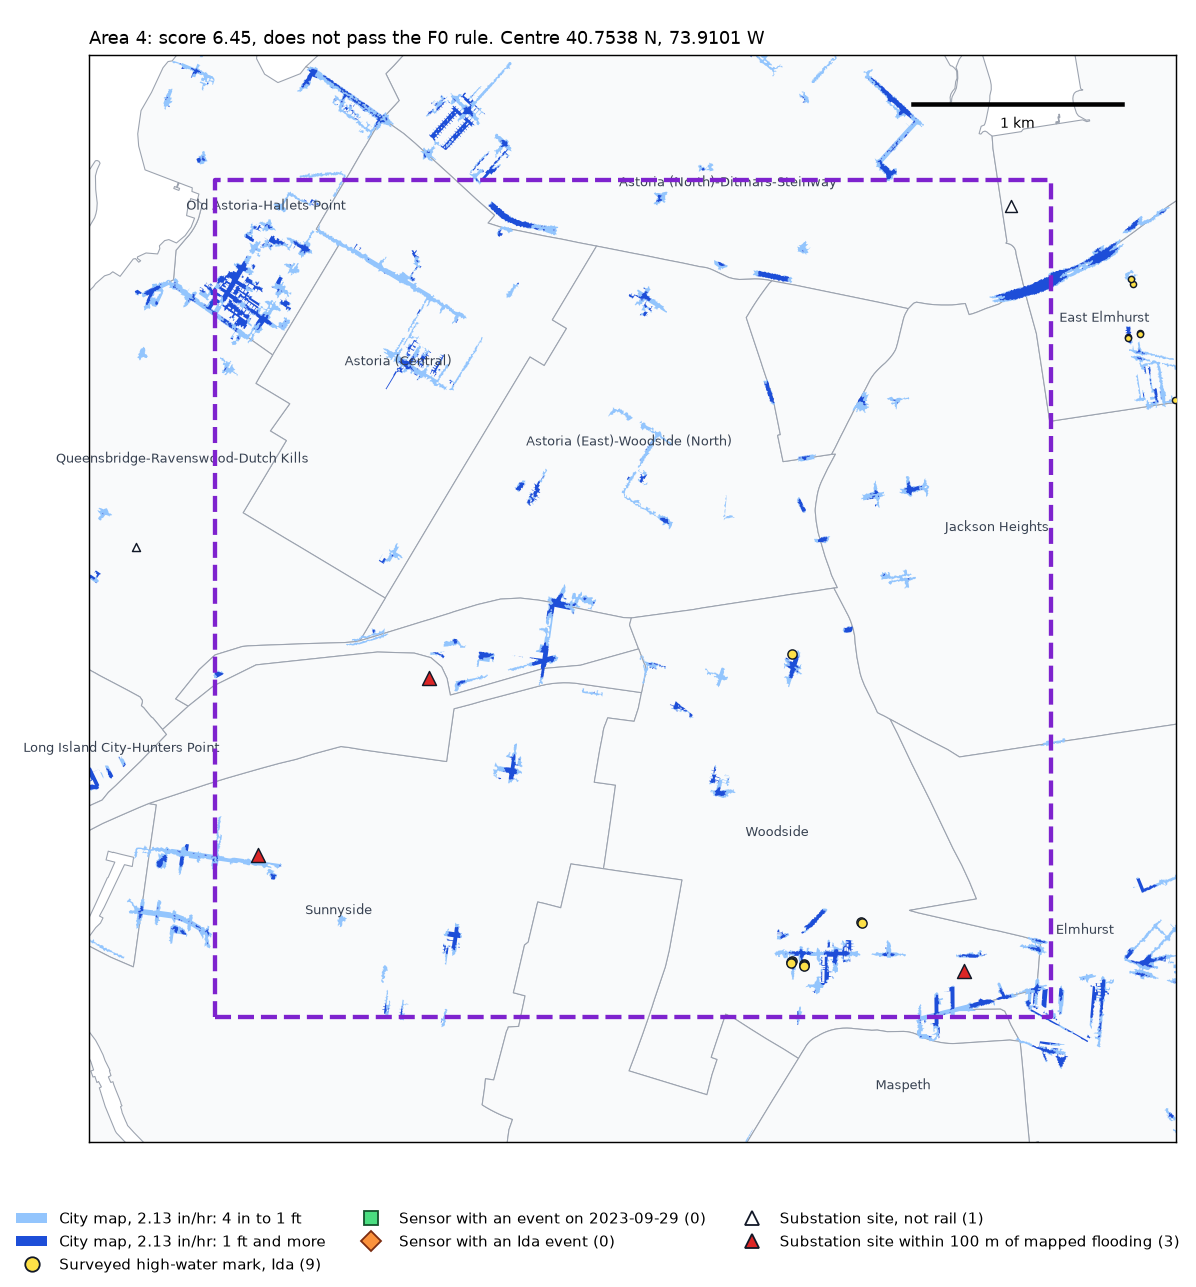 Area 4: score 6.45, does not pass the F0 rule. Centre 40.7538 N, 73.9101 W
1 km
Astoria (North)-Ditmars-Steinway
Old Astoria-Hallets Point
East Elmhurst
Astoria (Central)
Astoria (East)-Woodside (North)
Queensbridge-Ravenswood-Dutch Kills
Jackson Heights
Long Island City-Hunters Point
Woodside
Sunnyside
Elmhurst
Maspeth
City map, 2.13 in/hr: 4 in to 1 ft
City map, 2.13 in/hr: 1 ft and more
Surveyed high-water mark, Ida (9)
Sensor with an event on 2023-09-29 (0)
Sensor with an Ida event (0)
Substation site, not rail (1)
Substation site within 100 m of mapped flooding (3)